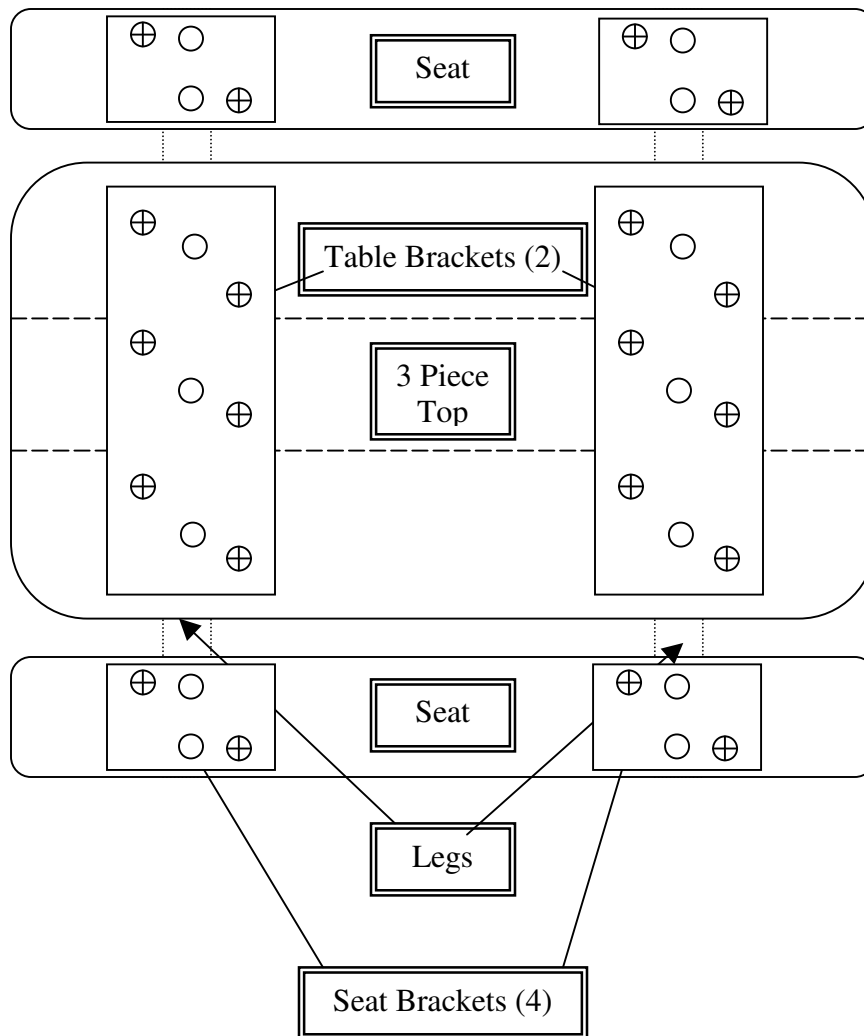 Seat
Table Brackets (2)
3 Piece
Top
Seat
Legs
Seat Brackets (4)